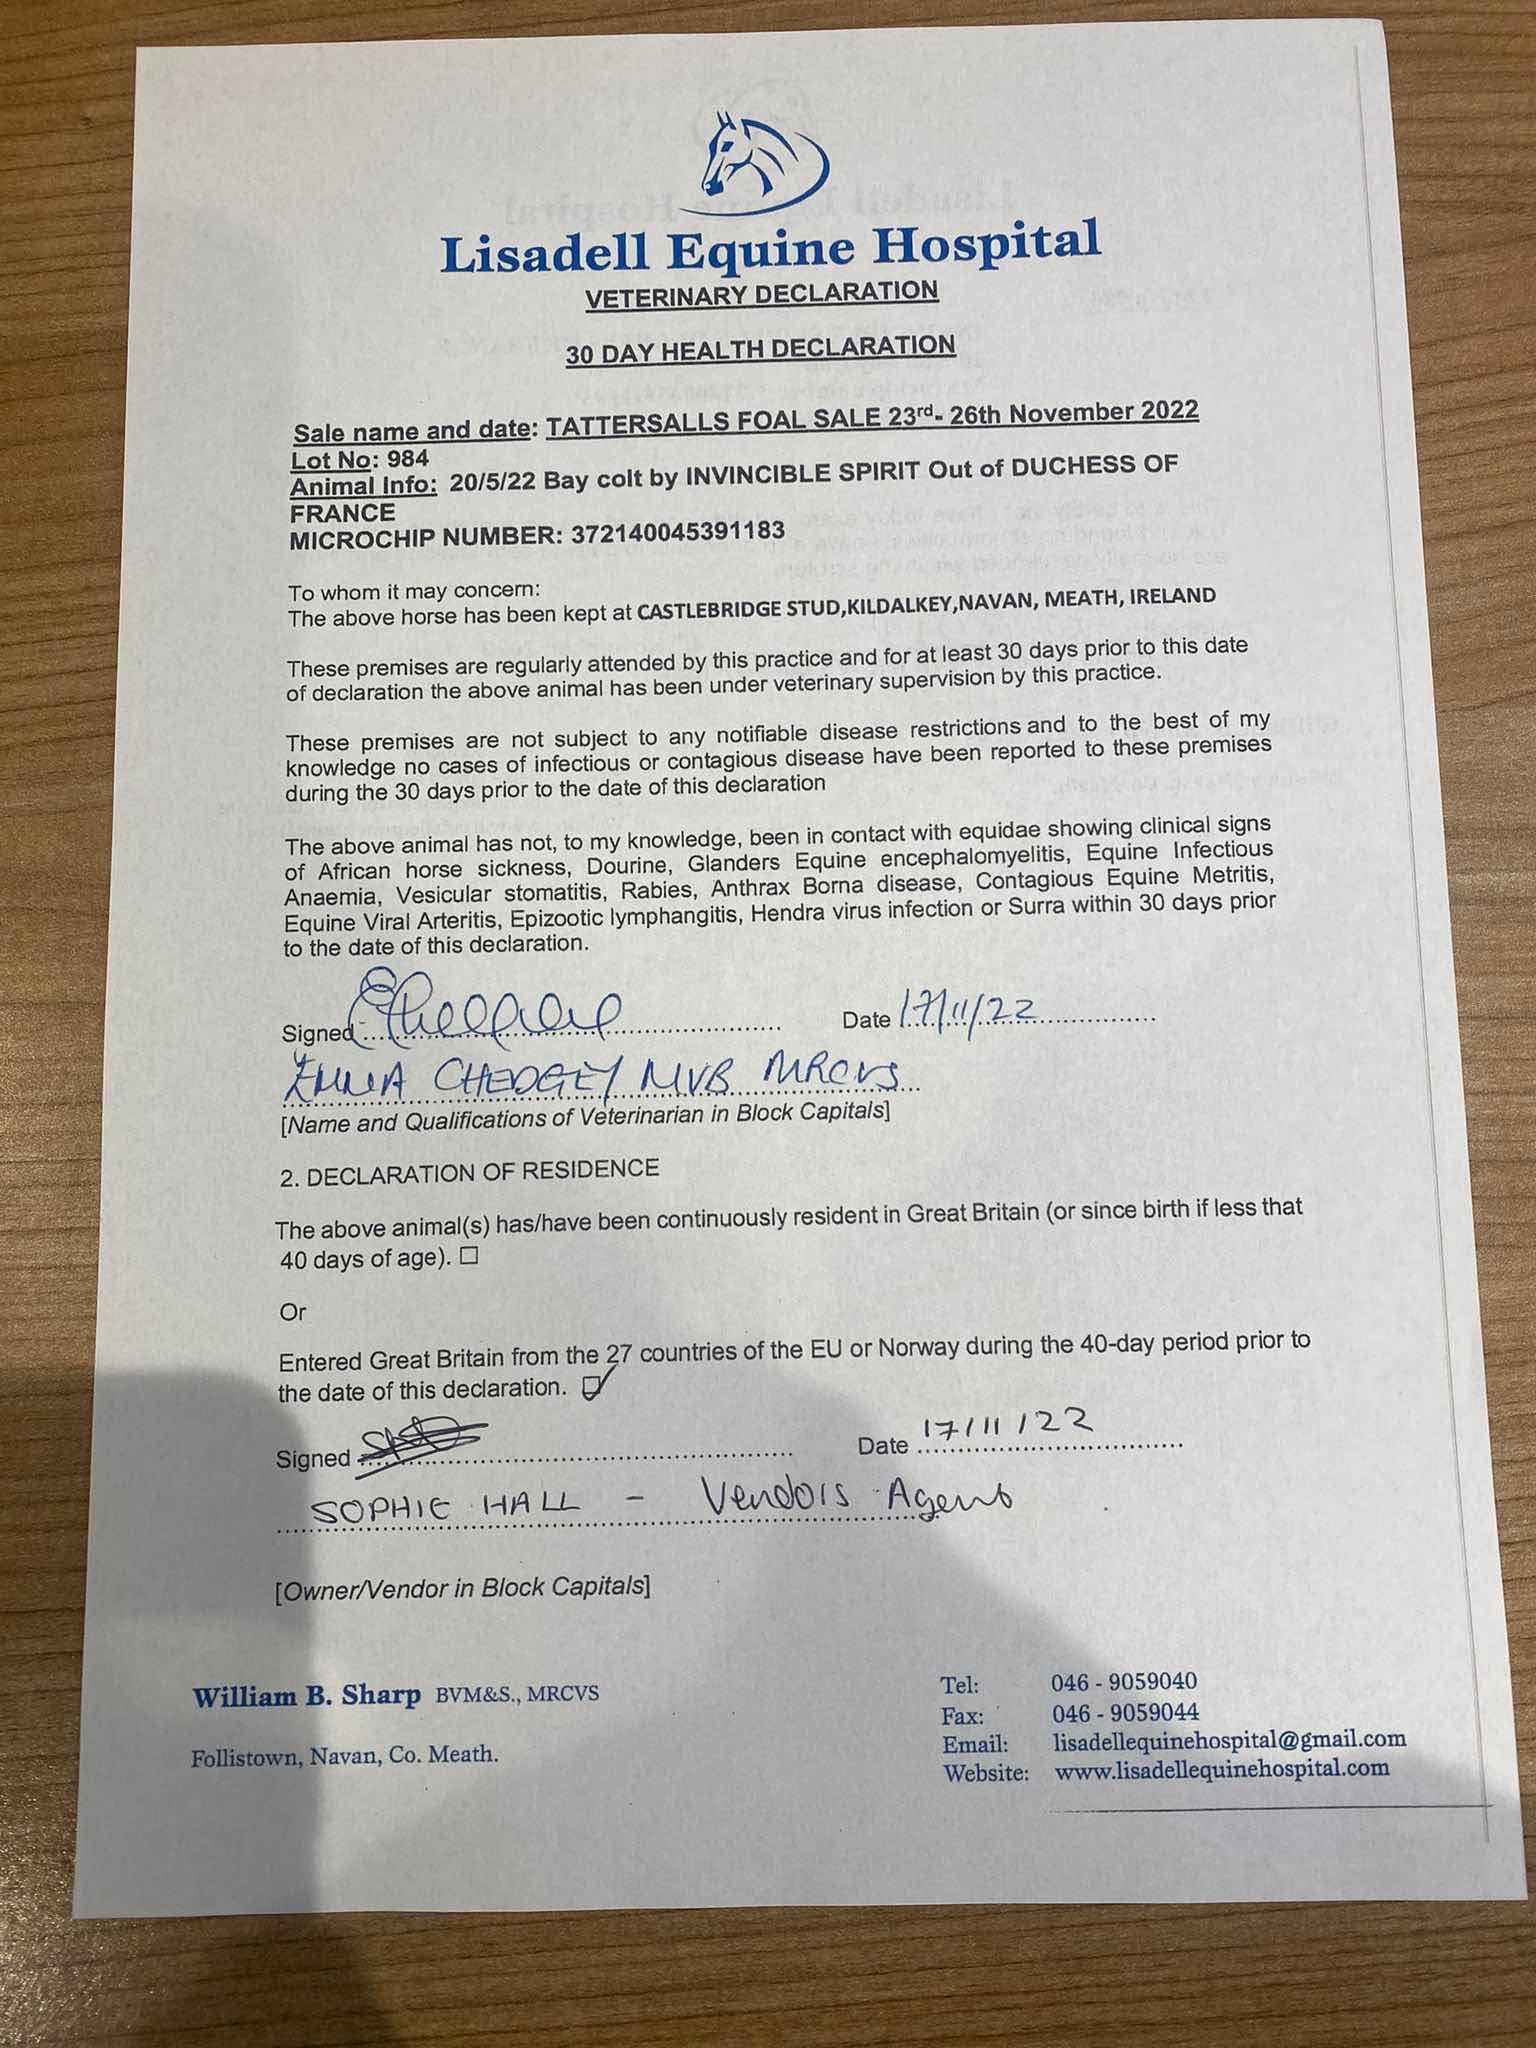 Lisadell Equine Hospital
VETERINARY DECLARATION
30 DAY HEALTH DECLARATION
Sale name and date: TATTERSALLS FOAL SALE 23rd- 26th November 2022
Lot No: 984
Animal Info: 20/5/22 Bay colt by INVINCIBLE SPIRIT Out of DUCHESS OF
FRANCE
MICROCHIP NUMBER: 372140045391183
To whom it may concern:
The above horse has been kept at CASTLEBRIDGE STUD,KILDALKEY,NAVAN, MEATH, IRELAND
These premises are regularly attended by this practice and for at least 30 days prior to this date
of declaration the above animal has been under veterinary supervision by this practice.
These premises are not subject to any notifiable disease restrictions and to the best of my
knowledge no cases of infectious or contagious disease have been reported to these premises
during the 30 days prior to the date of this declaration
The above animal has not, to my knowledge, been in contact with equidae showing clinical signs
of African horse sickness, Dourine, Glanders Equine encephalomyelitis, Equine Infectious
Anaemia, Vesicular stomatitis, Rabies, Anthrax Borna disease, Contagious Equine Metritis,
Equine Viral Arteritis, Epizootic lymphangitis, Hendra virus infection or Surra within 30 days prior
to the date of this declaration.
Signed Date 17/11/22
EMMA CHEDGEY MVB MRCVS
[Name and Qualifications of Veterinarian in Block Capitals]
2. DECLARATION OF RESIDENCE
The above animal(s) has/have been continuously resident in Great Britain (or since birth if less that
40 days of age). ☐
Or
Entered Great Britain from the 27 countries of the EU or Norway during the 40-day period prior to
the date of this declaration. ☑
Signed Date 17/11/22
SOPHIE HALL - Vendors Agent
[Owner/Vendor in Block Capitals]
William B. Sharp BVM&S., MRCVS
Follistown, Navan, Co. Meath.
Tel: 046 - 9059040
Fax: 046 - 9059044
Email: lisadellequinehospital@gmail.com
Website: www.lisadellequinehospital.com